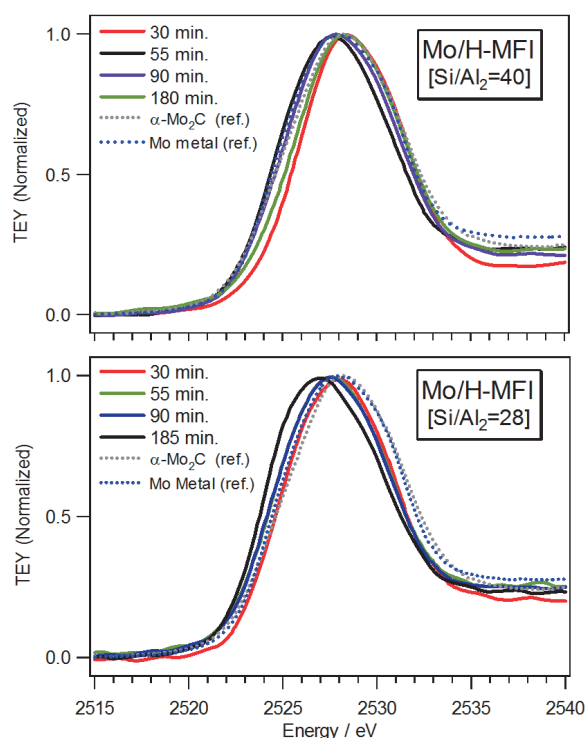 1.0
0.5
0.0
TEY (Normalized)
30 min.
55 min.
90 min.
180 min.
α-Mo₂C (ref.)
Mo metal (ref.)
Mo/H-MFI
[Si/Al₂=40]
1.0
0.5
0.0
TEY (Normalized)
30 min.
55 min.
90 min.
185 min.
α-Mo₂C (ref.)
Mo Metal (ref.)
Mo/H-MFI
[Si/Al₂=28]
2515 2520 2525 2530 2535 2540
Energy / eV